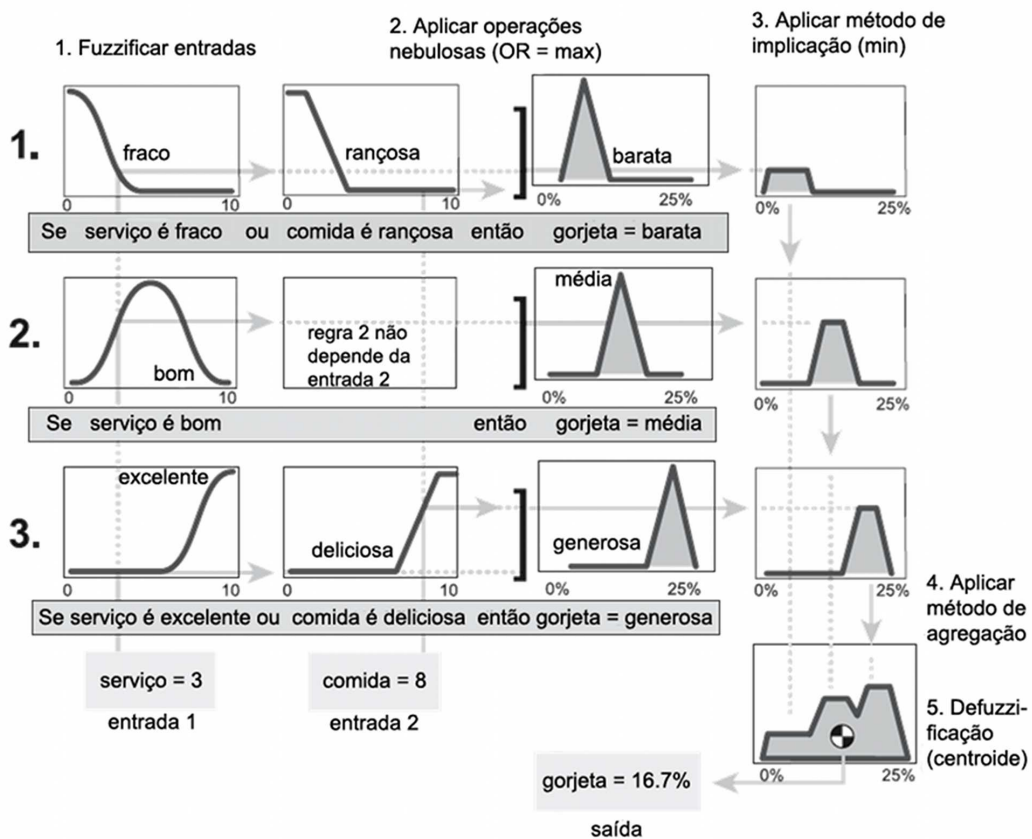 1. Fuzzificar entradas
2. Aplicar operações
nebulosas (OR = max)
3. Aplicar método de
implicação (min)
1.
fraco
0 10
rançosa
0 10
barata
0% 25%
0% 25%
Se serviço é fraco ou comida é rançosa então gorjeta = barata
2.
bom
0 10
regra 2 não
depende da
entrada 2
média
0% 25%
0% 25%
Se serviço é bom então gorjeta = média
3.
excelente
0 10
deliciosa
0 10
generosa
0% 25%
0% 25%
Se serviço é excelente ou comida é deliciosa então gorjeta = generosa
4. Aplicar
método de
agregação
serviço = 3
entrada 1
comida = 8
entrada 2
0% 25%
5. Defuzzi-
ificação
(centroide)
gorjeta = 16.7%
saída